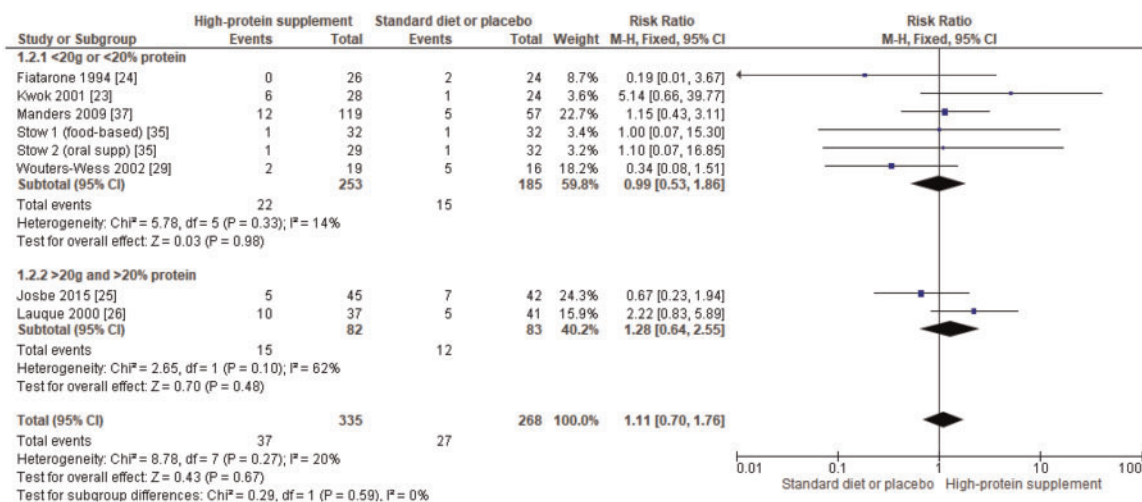 High-protein supplement Standard diet or placebo Risk Ratio Risk Ratio
Study or Subgroup Events Total Events Total Weight M-H, Fixed, 95% CI M-H, Fixed, 95% CI
1.2.1 <20g or <20% protein
Fiatarone 1994 [24] 0 26 2 24 8.7% 0.19 [0.01, 3.67]
Kwok 2001 [23] 6 28 1 24 3.6% 5.14 [0.66, 39.77]
Manders 2009 [37] 12 119 5 57 22.7% 1.15 [0.43, 3.11]
Stow 1 (food-based) [35] 1 32 1 32 3.4% 1.00 [0.07, 15.30]
Stow 2 (oral supp) [35] 1 29 1 32 3.2% 1.10 [0.07, 16.85]
Wouters-Wess 2002 [29] 2 19 5 16 18.2% 0.34 [0.08, 1.51]
Subtotal (95% CI) 253 185 59.8% 0.99 [0.53, 1.86]
Total events 22 15
Heterogeneity: Chi² = 5.78, df = 5 (P = 0.33); I² = 14%
Test for overall effect: Z = 0.03 (P = 0.98)
1.2.2 >20g and >20% protein
Josbe 2015 [25] 5 45 7 42 24.3% 0.67 [0.23, 1.94]
Lauque 2000 [26] 10 37 5 41 15.9% 2.22 [0.83, 5.89]
Subtotal (95% CI) 82 83 40.2% 1.28 [0.64, 2.55]
Total events 15 12
Heterogeneity: Chi² = 2.65, df = 1 (P = 0.10); I² = 62%
Test for overall effect: Z = 0.70 (P = 0.48)
Total (95% CI) 335 268 100.0% 1.11 [0.70, 1.76]
Total events 37 27
Heterogeneity: Chi² = 8.78, df = 7 (P = 0.27); I² = 20%
Test for overall effect: Z = 0.43 (P = 0.67)
Test for subgroup differences: Chi² = 0.29, df = 1 (P = 0.59), I² = 0%
0.01 0.1 1 10 100
Standard diet or placebo High-protein supplement